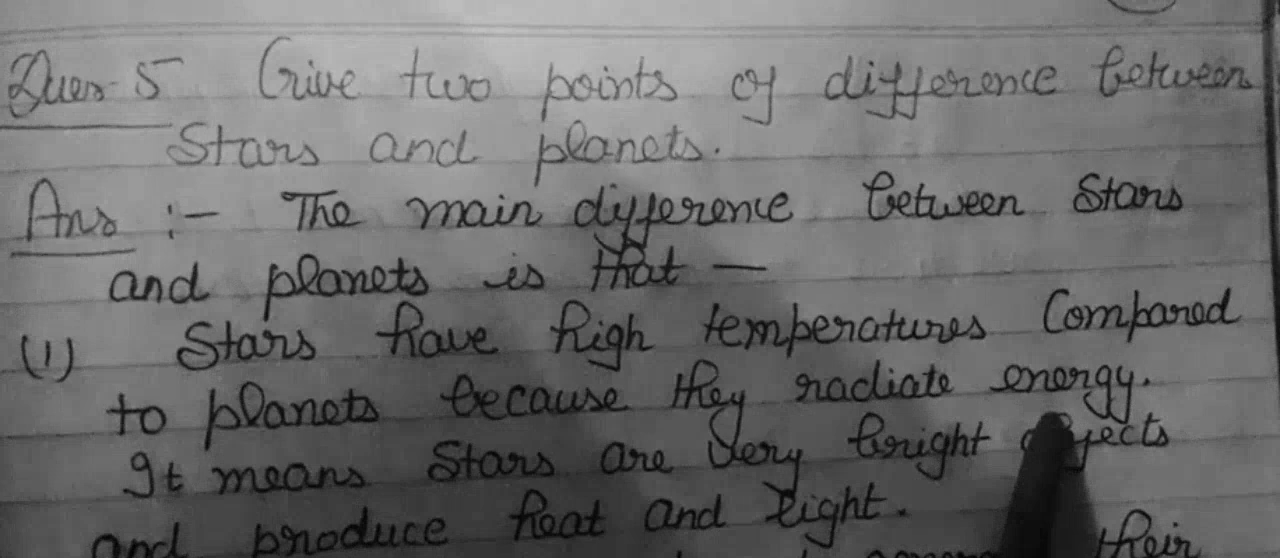 Ques-5 Give two points of difference between
Stars and planets.
Ans :- The main difference between Stars
and planets is that —
(1) Stars have high temperatures Compared
to planets because they radiate energy.
It means Stars are very bright objects
and produce heat and light.
their